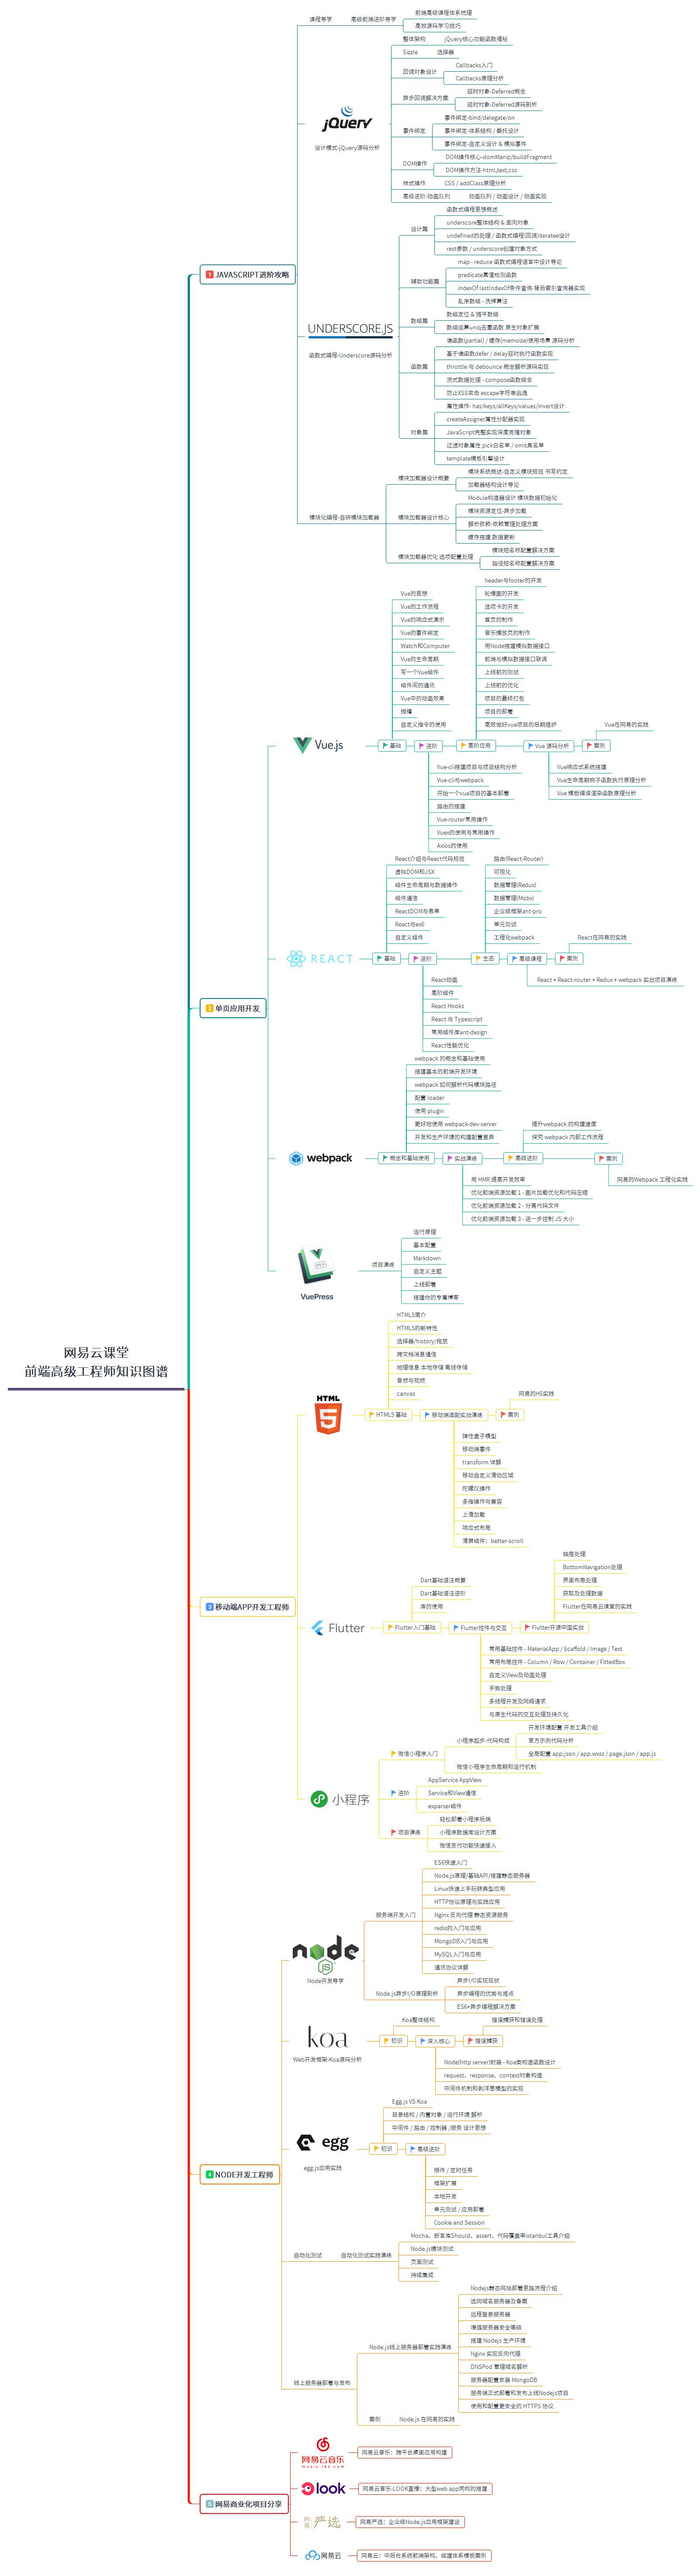 网易云课堂
前端高级工程师知识图谱
1 JAVASCRIPT进阶攻略
课程导学
高级前端进阶导学
前端高级课程体系梳理
高效源码学习技巧
jQuery
设计模式-jQuery源码分析
整体架构
jQuery核心功能函数揭秘
Sizzle
选择器
回调对象设计
Callbacks入门
Callbacks原理分析
异步回调解决方案
延时对象-Deferred概念
延时对象-Deferred源码剖析
事件绑定
事件绑定-bind/delegate/on
事件绑定-体系结构 / 委托设计
事件绑定-自定义设计 & 模拟事件
DOM操作
DOM操作核心-domManip/buildFragment
DOM操作方法-html,text,css
样式操作
CSS / addClass原理分析
高级进阶-动画队列
动画队列 / 动画设计 / 动画实现
UNDERSCORE.JS
函数式编程-Underscore源码分析
设计篇
函数式编程思想概述
underscore整体结构 & 面向对象
undefined的处理 / 函数式编程(回调)iteratee设计
rest参数 / underscore创建对象方式
辅助功能篇
map - reduce 函数式编程语言中设计导论
predicate真值检测函数
indexOf lastIndexOf条件查询-背后索引查询器实现
乱序数组 - 洗牌算法
数组篇
数组定位 & 摊平数组
数组运算uniq去重函数 原生对象扩展
函数篇
偏函数(partial) / 缓存(memoize)使用场景 源码分析
基于偏函数defer / delay延时执行函数实现
throttle 与 debounce 概念解析源码实现
流式数据处理 - compose函数组合
防止XSS攻击 escape字符串逃逸
对象篇
属性操作- has/keys/allKeys/values/invert设计
createAssigner属性分配器实现
JavaScript完整实现深度克隆对象
过滤对象属性 pick白名单 / omit黑名单
template模板引擎设计
模块化编程-自研模块加载器
模块加载器设计概要
模块系统概述-自定义模块规范 书写约定
加载器结构设计导论
模块加载器设计核心
Module构造器设计 模块数据初始化
模块资源定位-异步加载
解析依赖-依赖管理处理方案
缓存搭建 数据更新
模块加载器优化 选项配置处理
模块短名称配置解决方案
路径短名称配置解决方案
2 单页应用开发
Vue.js
基础
Vue的思想
Vue的工作流程
Vue的响应式演示
Vue的事件绑定
Watch和Computer
Vue的生命周期
写一个Vue组件
组件间的通讯
Vue中的动画效果
插槽
自定义指令的使用
进阶
Vue-cli搭建项目与项目结构分析
Vue-cli与webpack
开始一个vue项目的基本部署
路由的搭建
Vue-router常用操作
Vuex的使用与常用操作
Axios的使用
高阶应用
header与footer的开发
轮播图的开发
选项卡的开发
首页的制作
音乐播放页的制作
用Node搭建模拟数据接口
前端与模拟数据接口联调
上线前的测试
上线前的优化
项目的最终打包
项目的部署
高效做好vue项目的后期维护
Vue 源码分析
Vue响应式系统搭建
Vue生命周期钩子函数执行原理分析
Vue 模板编译渲染函数原理分析
案例
Vue在网易的实践
REACT
基础
React介绍与React代码规范
虚拟DOM和JSX
组件生命周期与数据操作
组件通信
ReactDOM与表单
React与es6
自定义组件
进阶
React动画
高阶组件
React Hooks
React 与 Typescript
常用组件库ant-design
React性能优化
生态
路由(React-Router)
可视化
数据管理(Redux)
数据管理(Mobx)
企业级框架ant-pro
单元测试
工程化webpack
高级课程
React + React-router + Redux + webpack 实战项目演练
案例
React在网易的实践
webpack
概念和基础使用
webpack 的概念和基础使用
搭建基本的前端开发环境
webpack 如何解析代码模块路径
配置 loader
使用 plugin
更好地使用 webpack-dev-server
开发和生产环境的构建配置差异
实战演练
用 HMR 提高开发效率
优化前端资源加载 1 - 图片加载优化和代码压缩
优化前端资源加载 2 - 分离代码文件
优化前端资源加载 3 - 进一步控制 JS 大小
高级进阶
提升webpack 的构建速度
探究 webpack 内部工作流程
案例
网易的Webpack 工程化实践
VuePress
项目演练
运行原理
基本配置
Markdown
自定义主题
上线部署
搭建你的专属博客
3 移动端APP开发工程师
HTML
5
HTML5 基础
HTML5简介
HTML5的新特性
选择器/history/拖放
跨文档消息通信
地理信息 本地存储 离线存储
音频与视频
canvas
移动端适配实战演练
弹性盒子模型
移动端事件
transform 详解
移动自定义滑动区域
陀螺仪操作
多指操作与兼容
上滑加载
响应式布局
滑屏组件：better-scroll
案例
网易的H5实践
Flutter
Flutter入门基础
Dart基础语法概要
Dart基础语法进阶
库的使用
Flutter控件与交互
常用基础控件 - MaterialApp / Scaffold / Image / Text
常用布局控件 - Column / Row / Container / FittedBox
自定义View及动画处理
手势处理
多线程开发及网络请求
与原生代码的交互处理及持久化
Flutter开源中国实战
抽屉处理
BottomNavigation处理
界面布局处理
获取及处理数据
Flutter在网易云课堂的实践
小程序
微信小程序入门
小程序起步-代码构成
开发环境配置 开发工具介绍
官方示例代码分析
全局配置 app.json / app.wxss / page.json / app.js
微信小程序生命周期和运行机制
进阶
AppService AppView
Service和View通信
exparser组件
项目演练
轻松部署小程序后端
小程序数据库设计方案
微信支付功能快速接入
4 NODE开发工程师
node
JS
Node开发导学
服务端开发入门
ES6快速入门
Node.js原理/基础API/搭建静态服务器
Linux快速上手玩转典型应用
HTTP协议原理与实践应用
Nginx 反向代理 静态资源服务
redis的入门与应用
MongoDB入门与应用
MySQL入门与应用
通讯协议详解
Node.js异步I/O原理剖析
异步I/O实现现状
异步编程的优势与难点
ES6+异步编程解决方案
koa
Web开发框架-Koa源码分析
初识
Koa整体结构
深入核心
Node(http server)封装 - Koa类构造函数设计
request、response、context对象构造
中间件机制和剥洋葱模型的实现
错误捕获
错误捕获和错误处理
egg
egg.js应用实践
初识
Egg.js VS Koa
目录结构 / 内置对象 / 运行环境 解析
中间件 / 路由 / 控制器 /服务 设计思想
高级进阶
插件 / 定时任务
框架扩展
本地开发
单元测试 / 应用部署
Cookie and Session
自动化测试
自动化测试实践演练
Mocha、断言库Should、assert、代码覆盖率istanbul工具介绍
Node.js模块测试
页面测试
持续集成
线上服务器部署与发布
Node.js线上服务器部署实践演练
Nodejs静态网站部署思路流程介绍
选购域名服务器及备案
远程登录服务器
增强服务器安全等级
搭建 Nodejs 生产环境
Nginx 实现反向代理
DNSPod 管理域名解析
服务器配置安装 MongoDB
服务端正式部署和发布上线Nodejs项目
使用和配置更安全的 HTTPS 协议
案例
Node.js 在网易的实践
5 网易商业化项目分享
网易云音乐
music.163.com
网易云音乐：跨平台桌面应用构建
look
网易云音乐-LOOK直播：大型web app同构的搭建
网易
严选
网易严选：企业级Node.js应用框架建设
网易云
网易云：中后台系统前端架构、组建体系模板案例